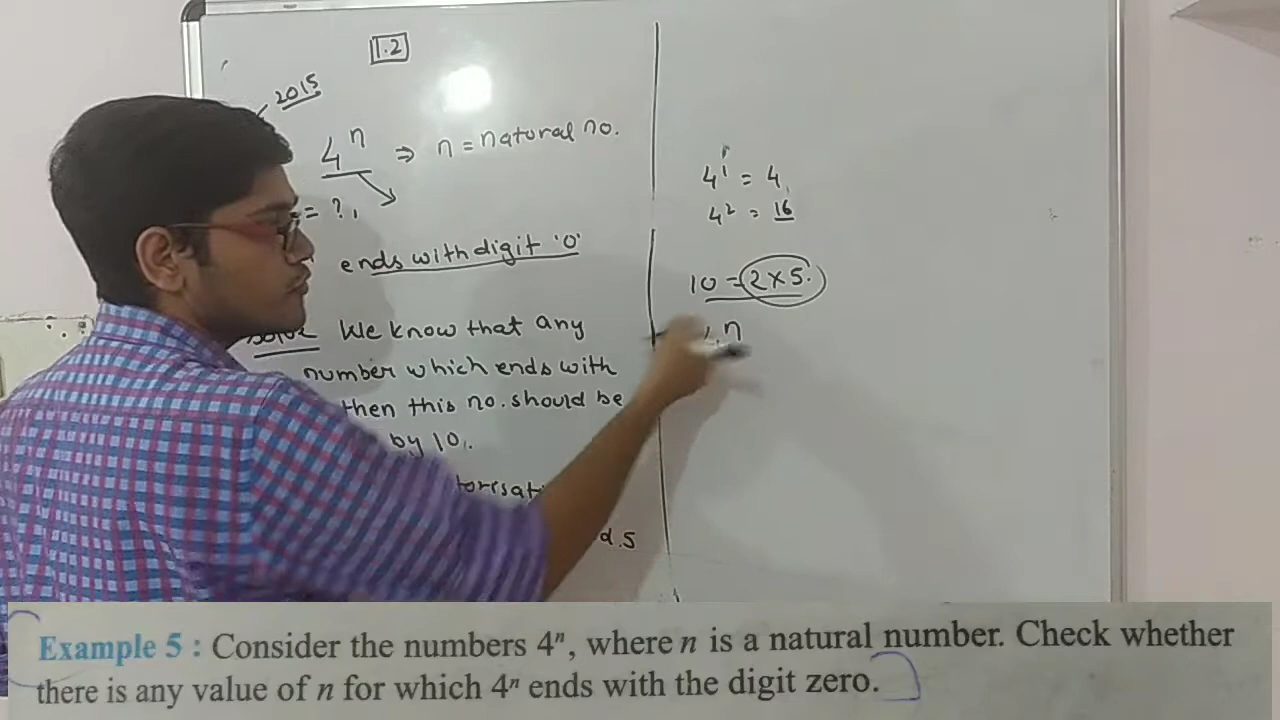 1.2
2015
4ⁿ ⇒ n = natural no.
= ?,
ends with digit '0'
Solve We know that any
number which ends with
then this no. should be
by 10.
d.5
4¹ = 4
4² = 16
10 = 2 × 5.
n
Example 5 : Consider the numbers 4ⁿ, where n is a natural number. Check whether
there is any value of n for which 4ⁿ ends with the digit zero.